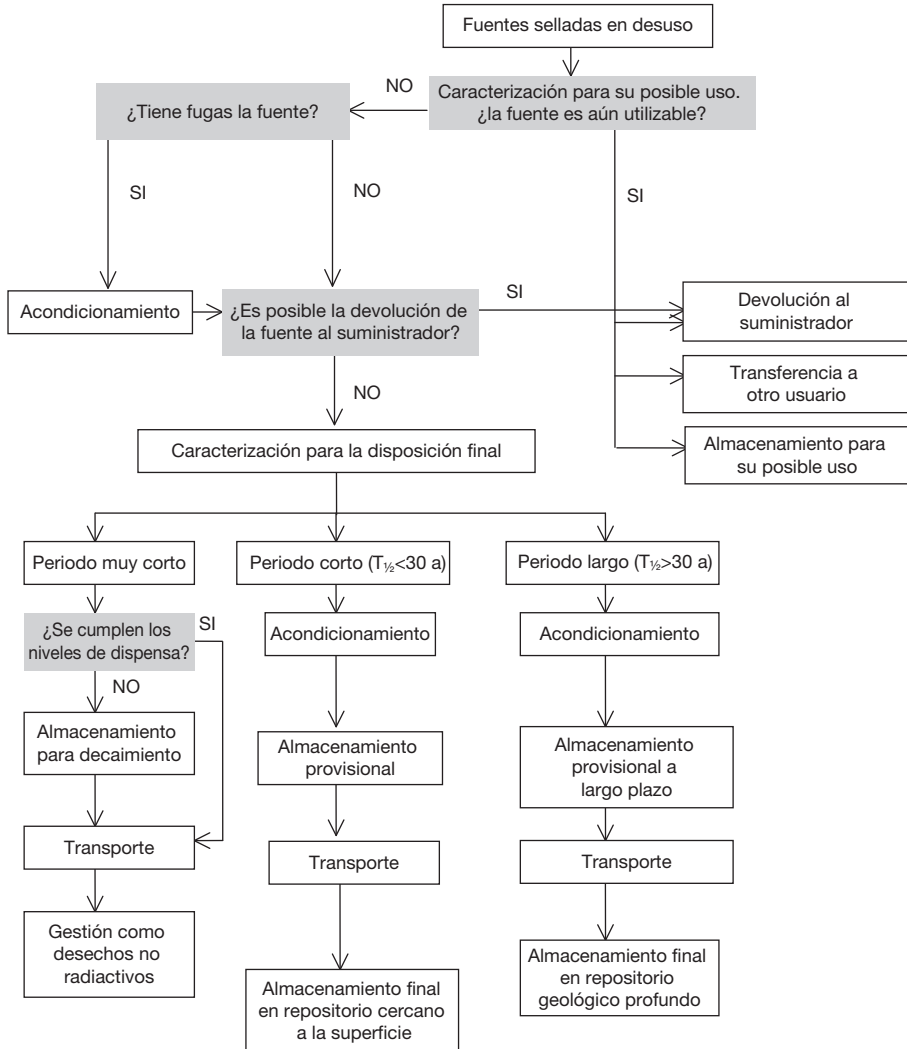 Fuentes selladas en desuso
NO
Caracterización para su posible uso.
¿la fuente es aún utilizable?
¿Tiene fugas la fuente?
SI
NO
SI
Acondicionamiento
¿Es posible la devolución de
la fuente al suministrador?
SI
Devolución al
suministrador
Transferencia a
otro usuario
NO
Almacenamiento para
su posible uso
Caracterización para la disposición final
Periodo muy corto
Periodo corto (T½<30 a)
Periodo largo (T½>30 a)
¿Se cumplen los
niveles de dispensa?
SI
NO
Acondicionamiento
Acondicionamiento
Almacenamiento
para decaimiento
Almacenamiento
provisional
Almacenamiento
provisional a
largo plazo
Transporte
Transporte
Transporte
Gestión como
desechos no
radiactivos
Almacenamiento final
en repositorio cercano
a la superficie
Almacenamiento final
en repositorio
geológico profundo